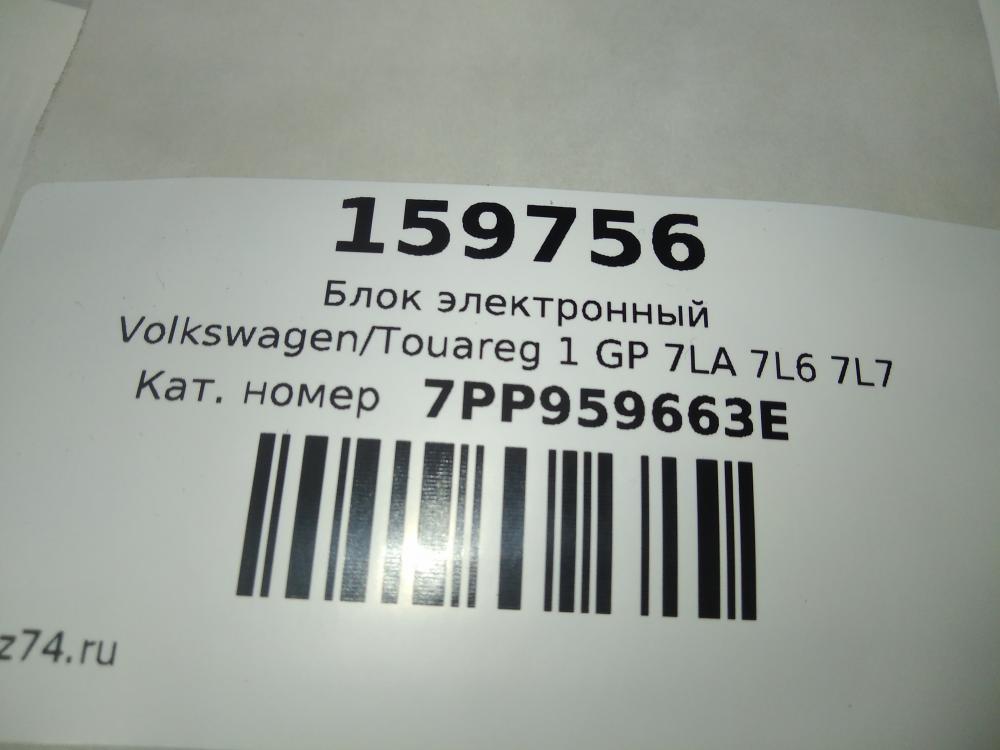 159756
Блок электронный
Volkswagen/Touareg 1 GP 7LA 7L6 7L7
Кат. номер 7PP959663E
z74.ru